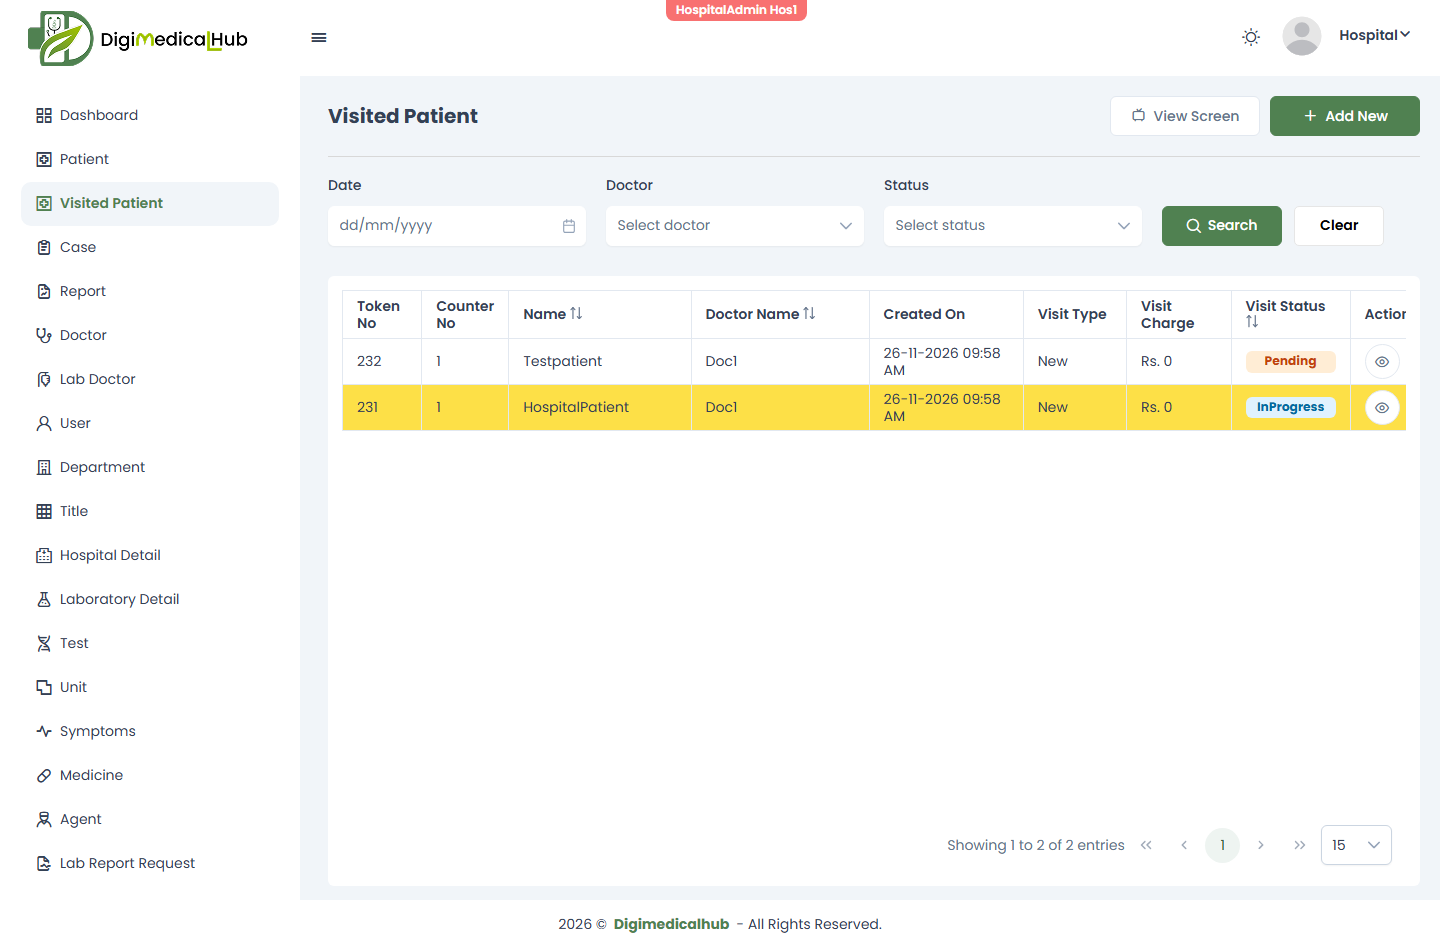 HospitalAdmin Hos1
DigiMedicalHub
Hospital
Dashboard
Patient
Visited Patient
Case
Report
Doctor
Lab Doctor
User
Department
Title
Hospital Detail
Laboratory Detail
Test
Unit
Symptoms
Medicine
Agent
Lab Report Request
Visited Patient
View Screen
Add New
Date
Doctor
Status
dd/mm/yyyy
Select doctor
Select status
Search
Clear
Token No
Counter No
Name
Doctor Name
Created On
Visit Type
Visit Charge
Visit Status
Action
232 1 Testpatient Doc1 26-11-2026 09:58 AM New Rs. 0 Pending
231 1 HospitalPatient Doc1 26-11-2026 09:58 AM New Rs. 0 InProgress
Showing 1 to 2 of 2 entries
1
15
2026 © Digimedicalhub - All Rights Reserved.